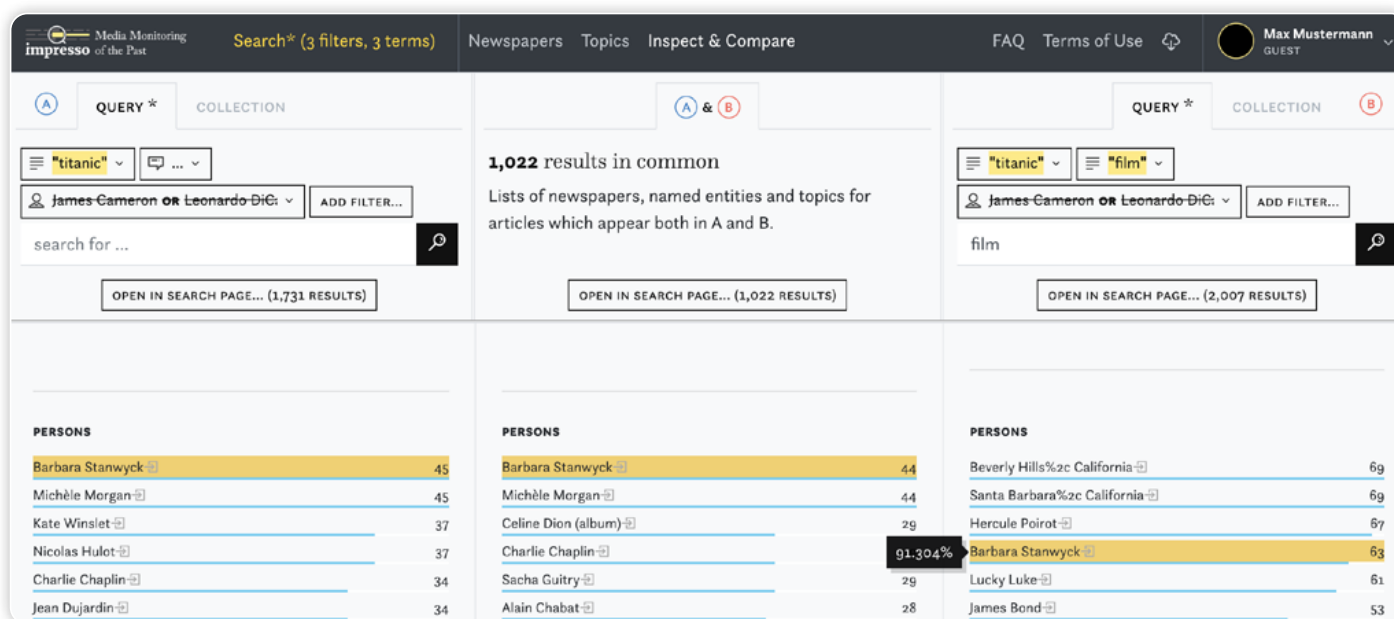 impresso Media Monitoring of the Past
Search* (3 filters, 3 terms)
Newspapers Topics Inspect & Compare
FAQ Terms of Use
Max Mustermann
GUEST
A QUERY * COLLECTION
"titanic" ...
James Cameron OR Leonardo DiC:
ADD FILTER...
search for ...
OPEN IN SEARCH PAGE... (1,731 RESULTS)
A & B
1,022 results in common
Lists of newspapers, named entities and topics for
articles which appear both in A and B.
OPEN IN SEARCH PAGE... (1,022 RESULTS)
QUERY * COLLECTION B
"titanic" "film"
James Cameron OR Leonardo DiC:
ADD FILTER...
film
OPEN IN SEARCH PAGE... (2,007 RESULTS)
PERSONS
Barbara Stanwyck 45
Michèle Morgan 45
Kate Winslet 37
Nicolas Hulot 37
Charlie Chaplin 34
Jean Dujardin 34
PERSONS
Barbara Stanwyck 44
Michèle Morgan 44
Celine Dion (album) 29
Charlie Chaplin
Sacha Guitry 29
Alain Chabat 28
PERSONS
Beverly Hills%2c California 69
Santa Barbara%2c California 69
Hercule Poirot 67
91.304%
Barbara Stanwyck 63
Lucky Luke 61
James Bond 53